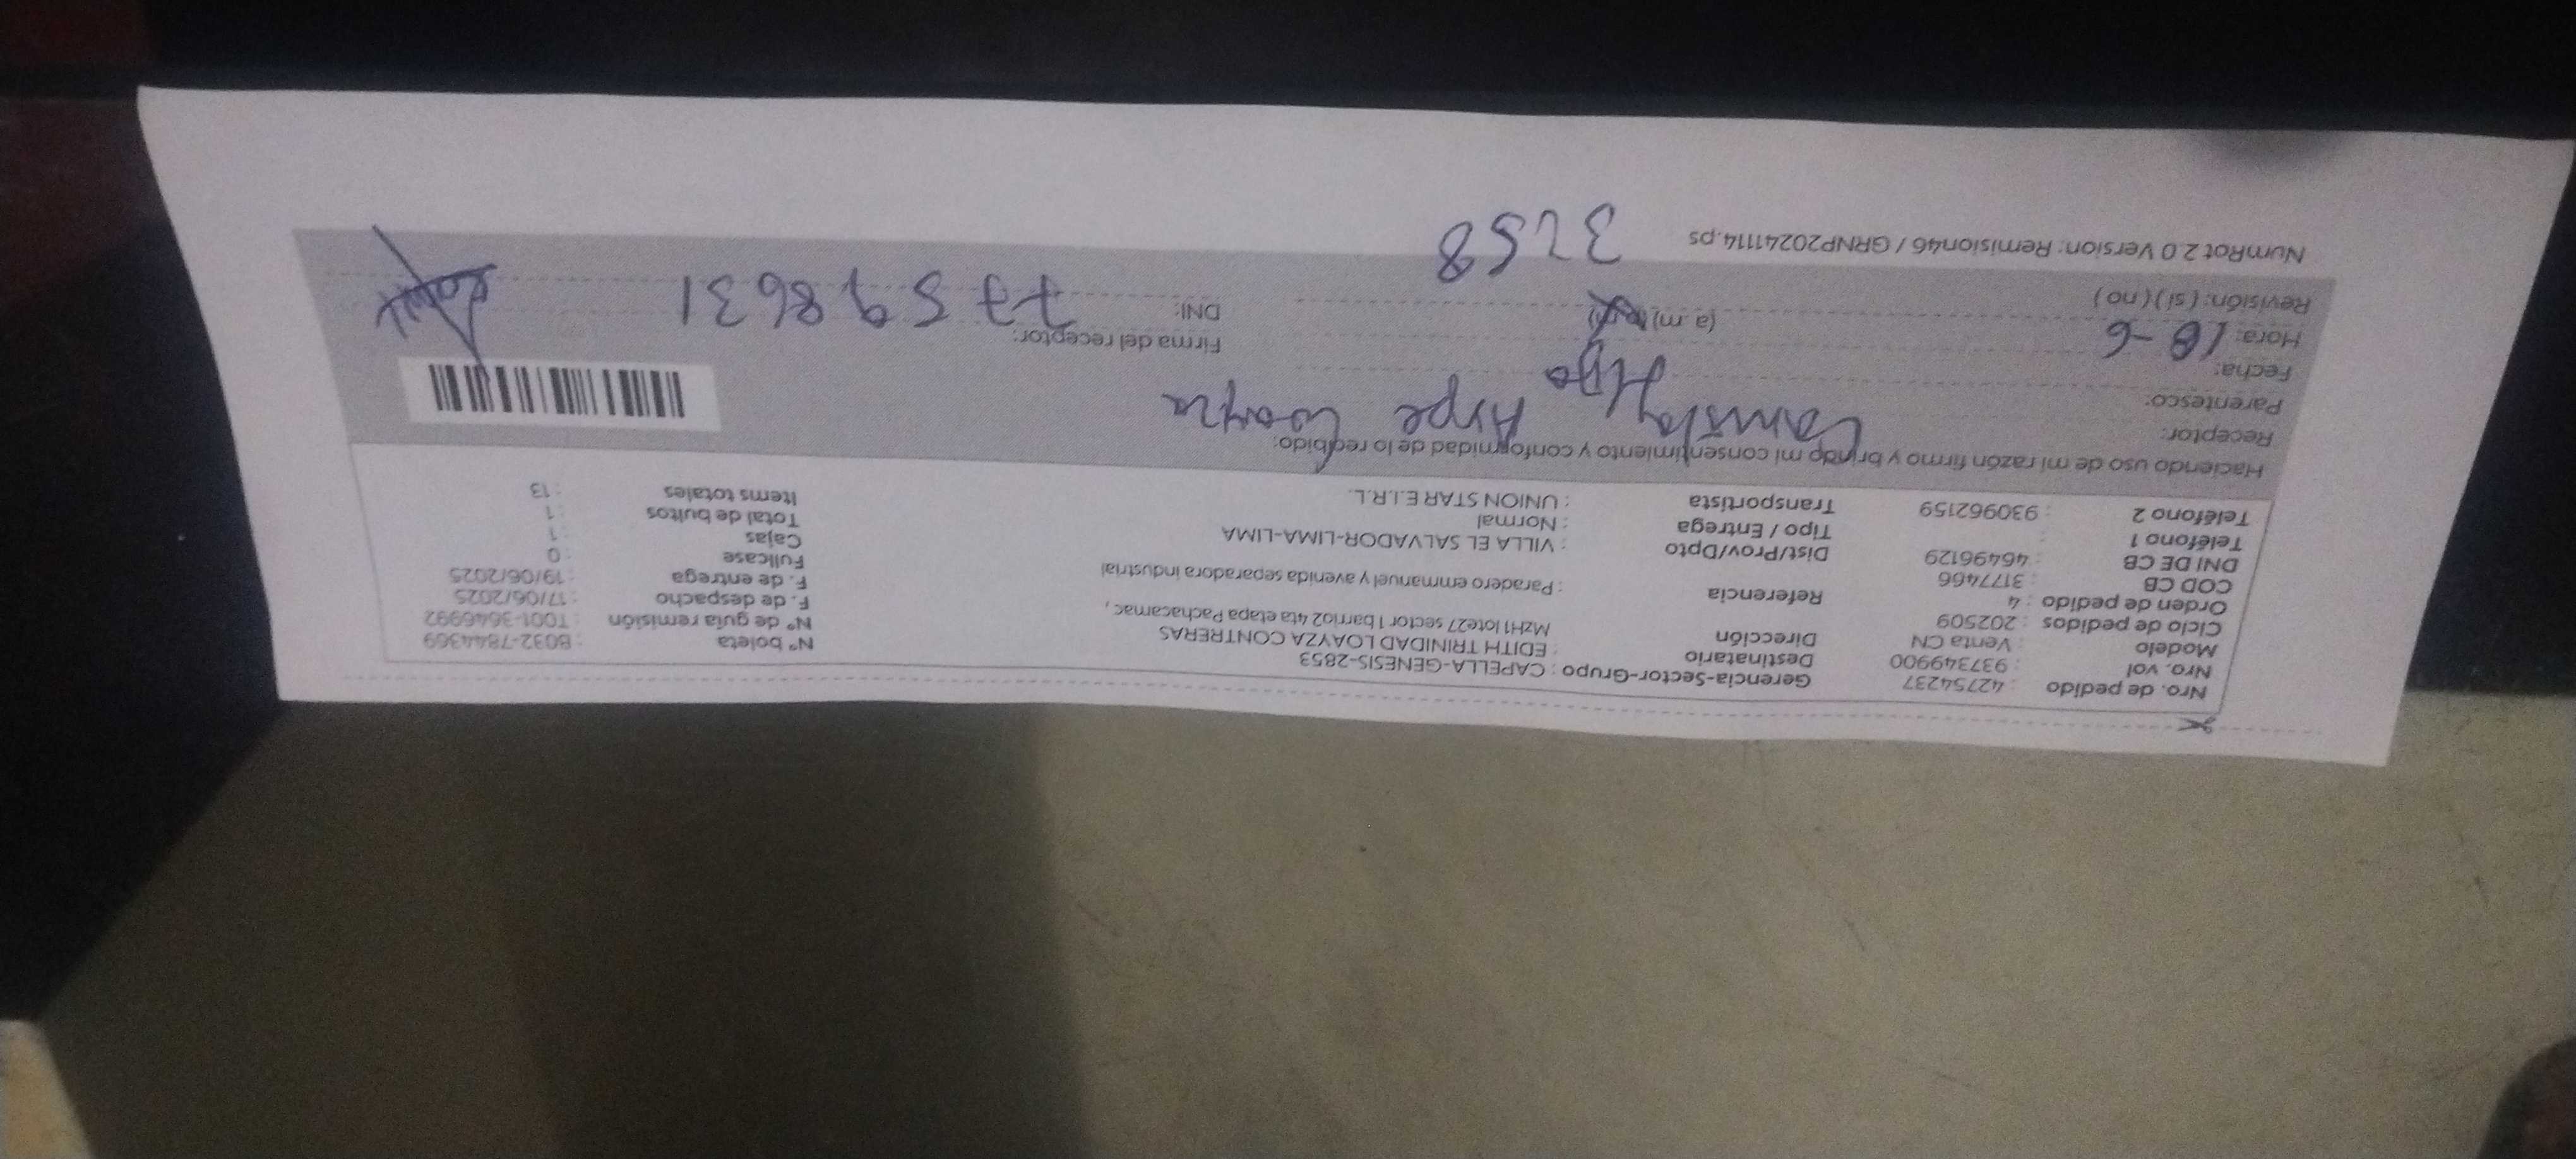 Nro. de pedido : 42754237 Gerencia-Sector-Grupo : CAPELLA-GENESIS-2853 N° boleta : B032-7844369
Nro. vol : 937349900 Destinatario : EDITH TRINIDAD LOAYZA CONTRERAS N° de guía remisión : T001-3646992
Modelo : Venta CN Dirección MzH1 lote27 sector 1 barrio2 4ta etapa Pachacamac , F. de despacho : 17/06/2025
Ciclo de pedidos : 202509 F. de entrega : 19/06/2025
Orden de pedido : 4 Referencia : Paradero emmanuel y avenida separadora industrial Fullcase : 0
COD CB : 3177466 Dist/Prov/Dpto : VILLA EL SALVADOR-LIMA-LIMA Cajas : 1
DNI DE CB : 46496129 Tipo / Entrega : Normal Total de bultos : 1
Teléfono 1 : Transportista : UNION STAR E.I.R.L. Items totales : 13
Teléfono 2 : 930962159
Haciendo uso de mi razón firmo y brindo mi consentimiento y conformidad de lo recibido:
Receptor: Arpe Loayza
Parentesco: Hijo
Fecha:
Hora: 18-6 (a m) Firma del receptor:
Revisión: ( si ) ( no ) DNI: 77598631
NumRot 2.0 Version: Remision46 / GRNP20241114.ps 3258